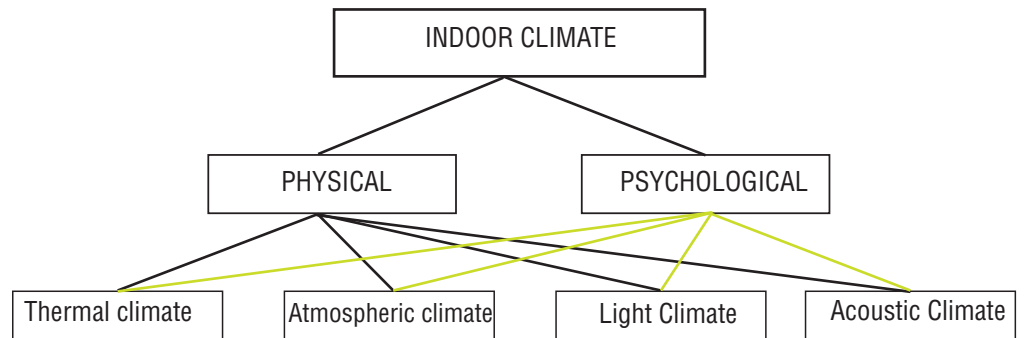 INDOOR CLIMATE
PHYSICAL
PSYCHOLOGICAL
Thermal climate
Atmospheric climate
Light Climate
Acoustic Climate